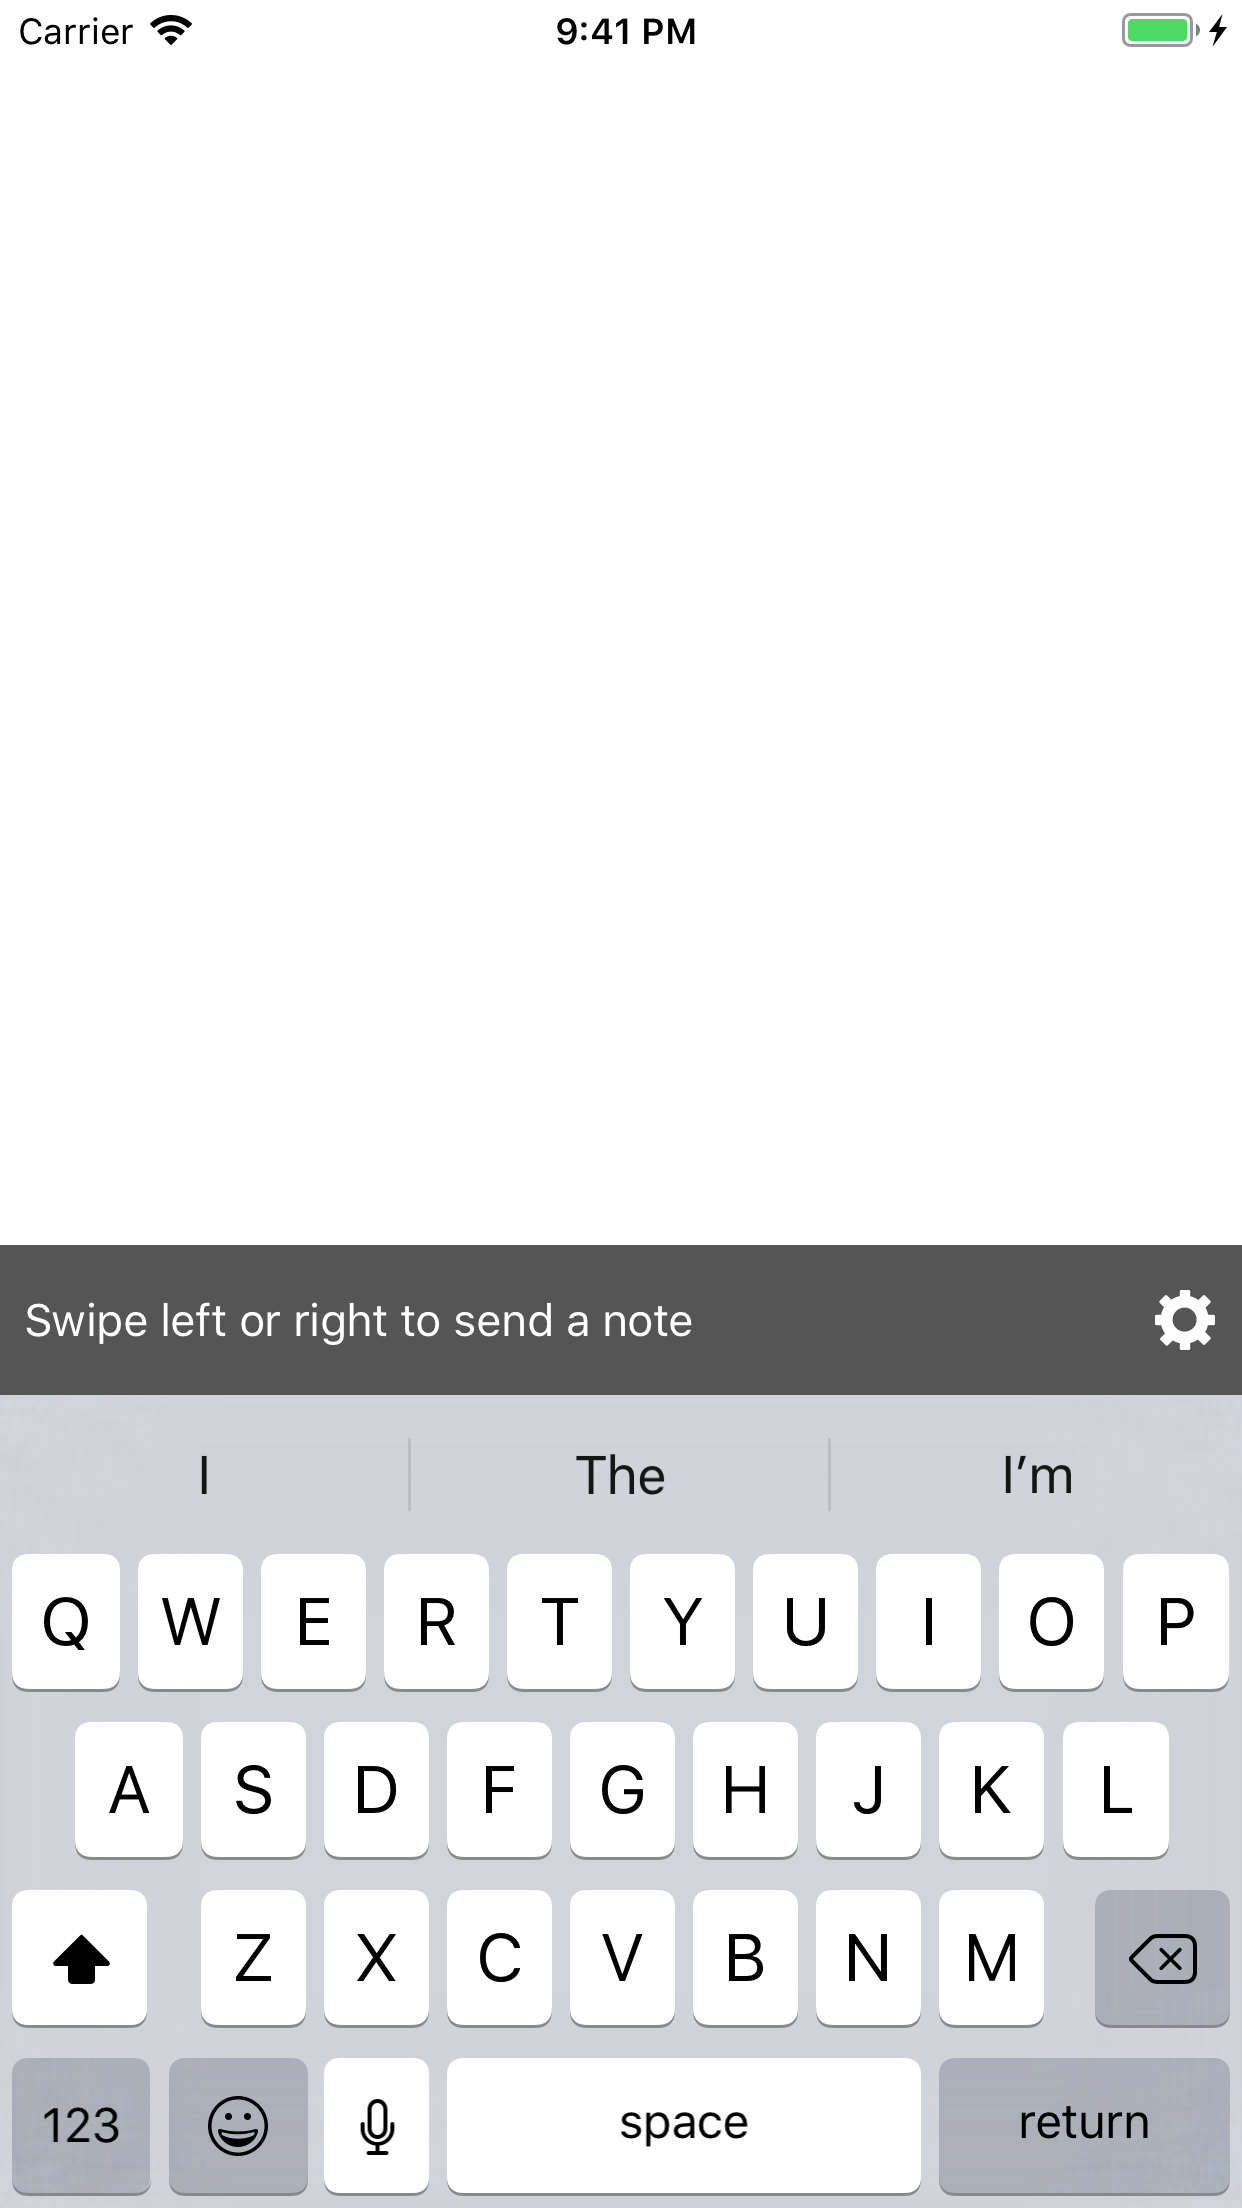 Carrier 9:41 PM
Swipe left or right to send a note
I The I’m
Q W E R T Y U I O P
A S D F G H J K L
Z X C V B N M
123 space return